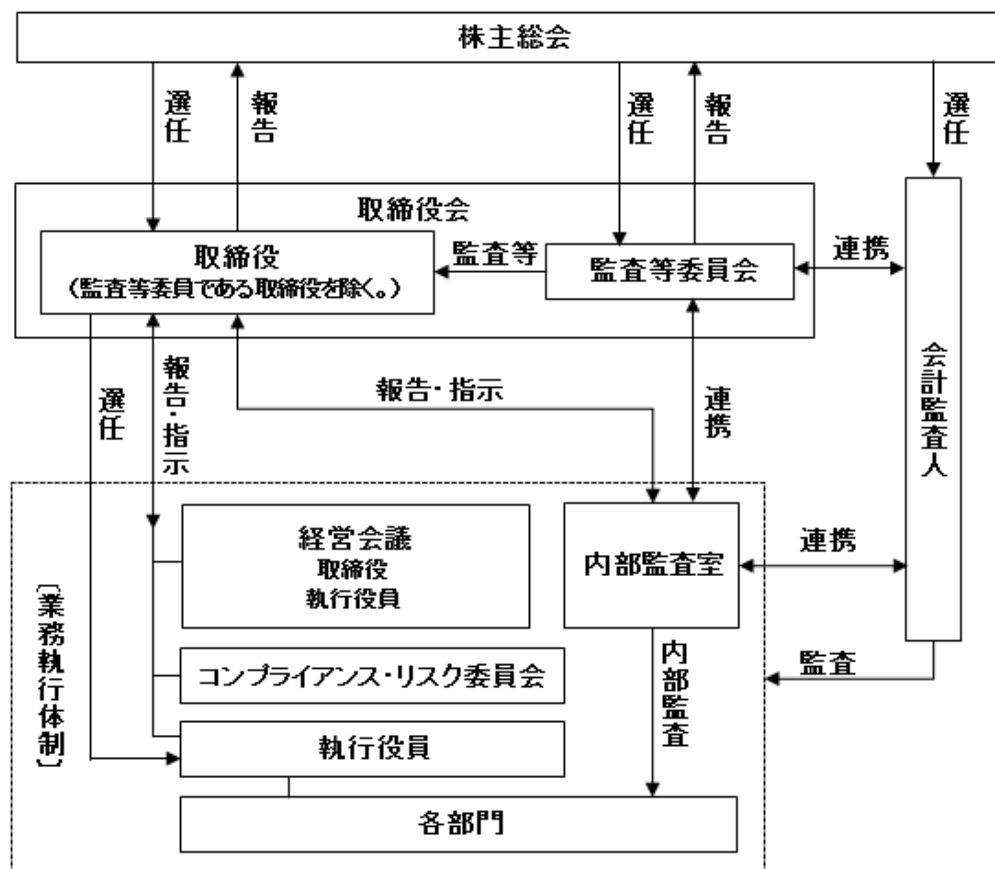 株主総会
選任
報告
選任
報告
選任
取締役会
取締役
（監査等委員である取締役を除く。）
監査等
監査等委員会
連携
会計監査人
選任
報告・指示
報告・指示
連携
経営会議
取締役
執行役員
内部監査室
連携
〔業務執行体制〕
コンプライアンス・リスク委員会
内部監査
監査
執行役員
各部門